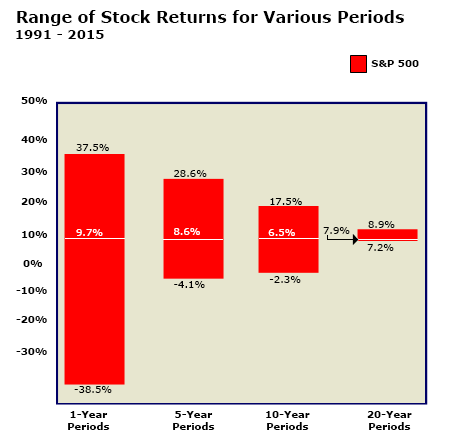 Range of Stock Returns for Various Periods
1991 - 2015
S&P 500
50%
40%
30%
20%
10%
0%
-10%
-20%
-30%
37.5%
9.7%
-38.5%
28.6%
8.6%
-4.1%
17.5%
6.5%
-2.3%
7.9%
8.9%
7.2%
1-Year
Periods
5-Year
Periods
10-Year
Periods
20-Year
Periods